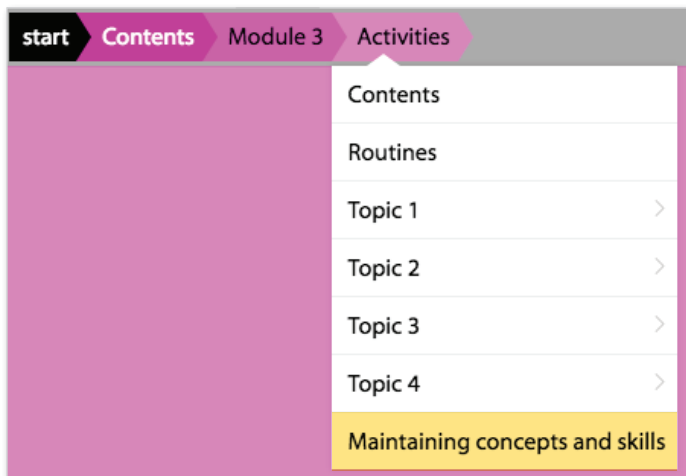 start Contents Module 3 Activities
Contents
Routines
Topic 1
Topic 2
Topic 3
Topic 4
Maintaining concepts and skills